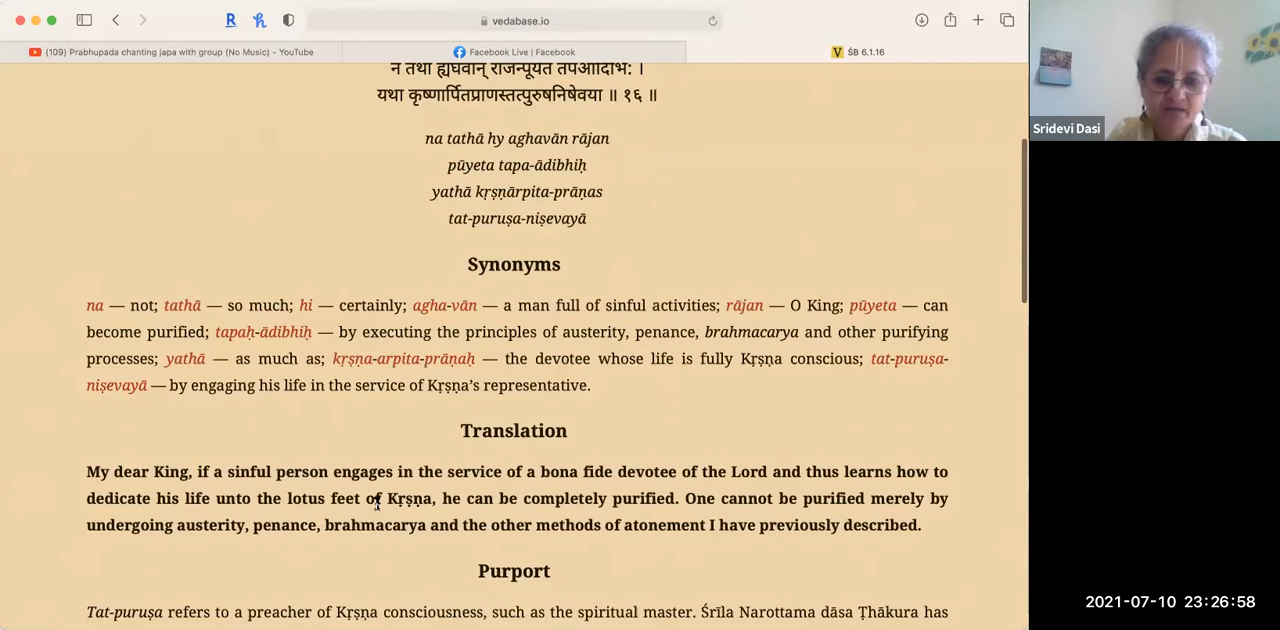 vedabase.io
(109) Prabhupada chanting japa with group (No Music) - YouTube
Facebook Live | Facebook
ŚB 6.1.16
यथा कृष्णार्पितप्राणस्तत्पुरुषनिषेवया ॥ १६ ॥
na tathā hy aghavān rājan
pūyeta tapa-ādibhiḥ
yathā kṛṣṇārpita-prāṇas
tat-puruṣa-niṣevayā
Synonyms
na — not; tathā — so much; hi — certainly; agha-vān — a man full of sinful activities; rājan — O King; pūyeta — can
become purified; tapaḥ-ādibhiḥ — by executing the principles of austerity, penance, brahmacarya and other purifying
processes; yathā — as much as; kṛṣṇa-arpita-prāṇaḥ — the devotee whose life is fully Kṛṣṇa conscious; tat-puruṣa-
niṣevayā — by engaging his life in the service of Kṛṣṇa’s representative.
Translation
My dear King, if a sinful person engages in the service of a bona fide devotee of the Lord and thus learns how to
dedicate his life unto the lotus feet of Kṛṣṇa, he can be completely purified. One cannot be purified merely by
undergoing austerity, penance, brahmacarya and the other methods of atonement I have previously described.
Purport
Tat-puruṣa refers to a preacher of Kṛṣṇa consciousness, such as the spiritual master. Śrīla Narottama dāsa Ṭhākura has
Sridevi Dasi
2021-07-10 23:26:58